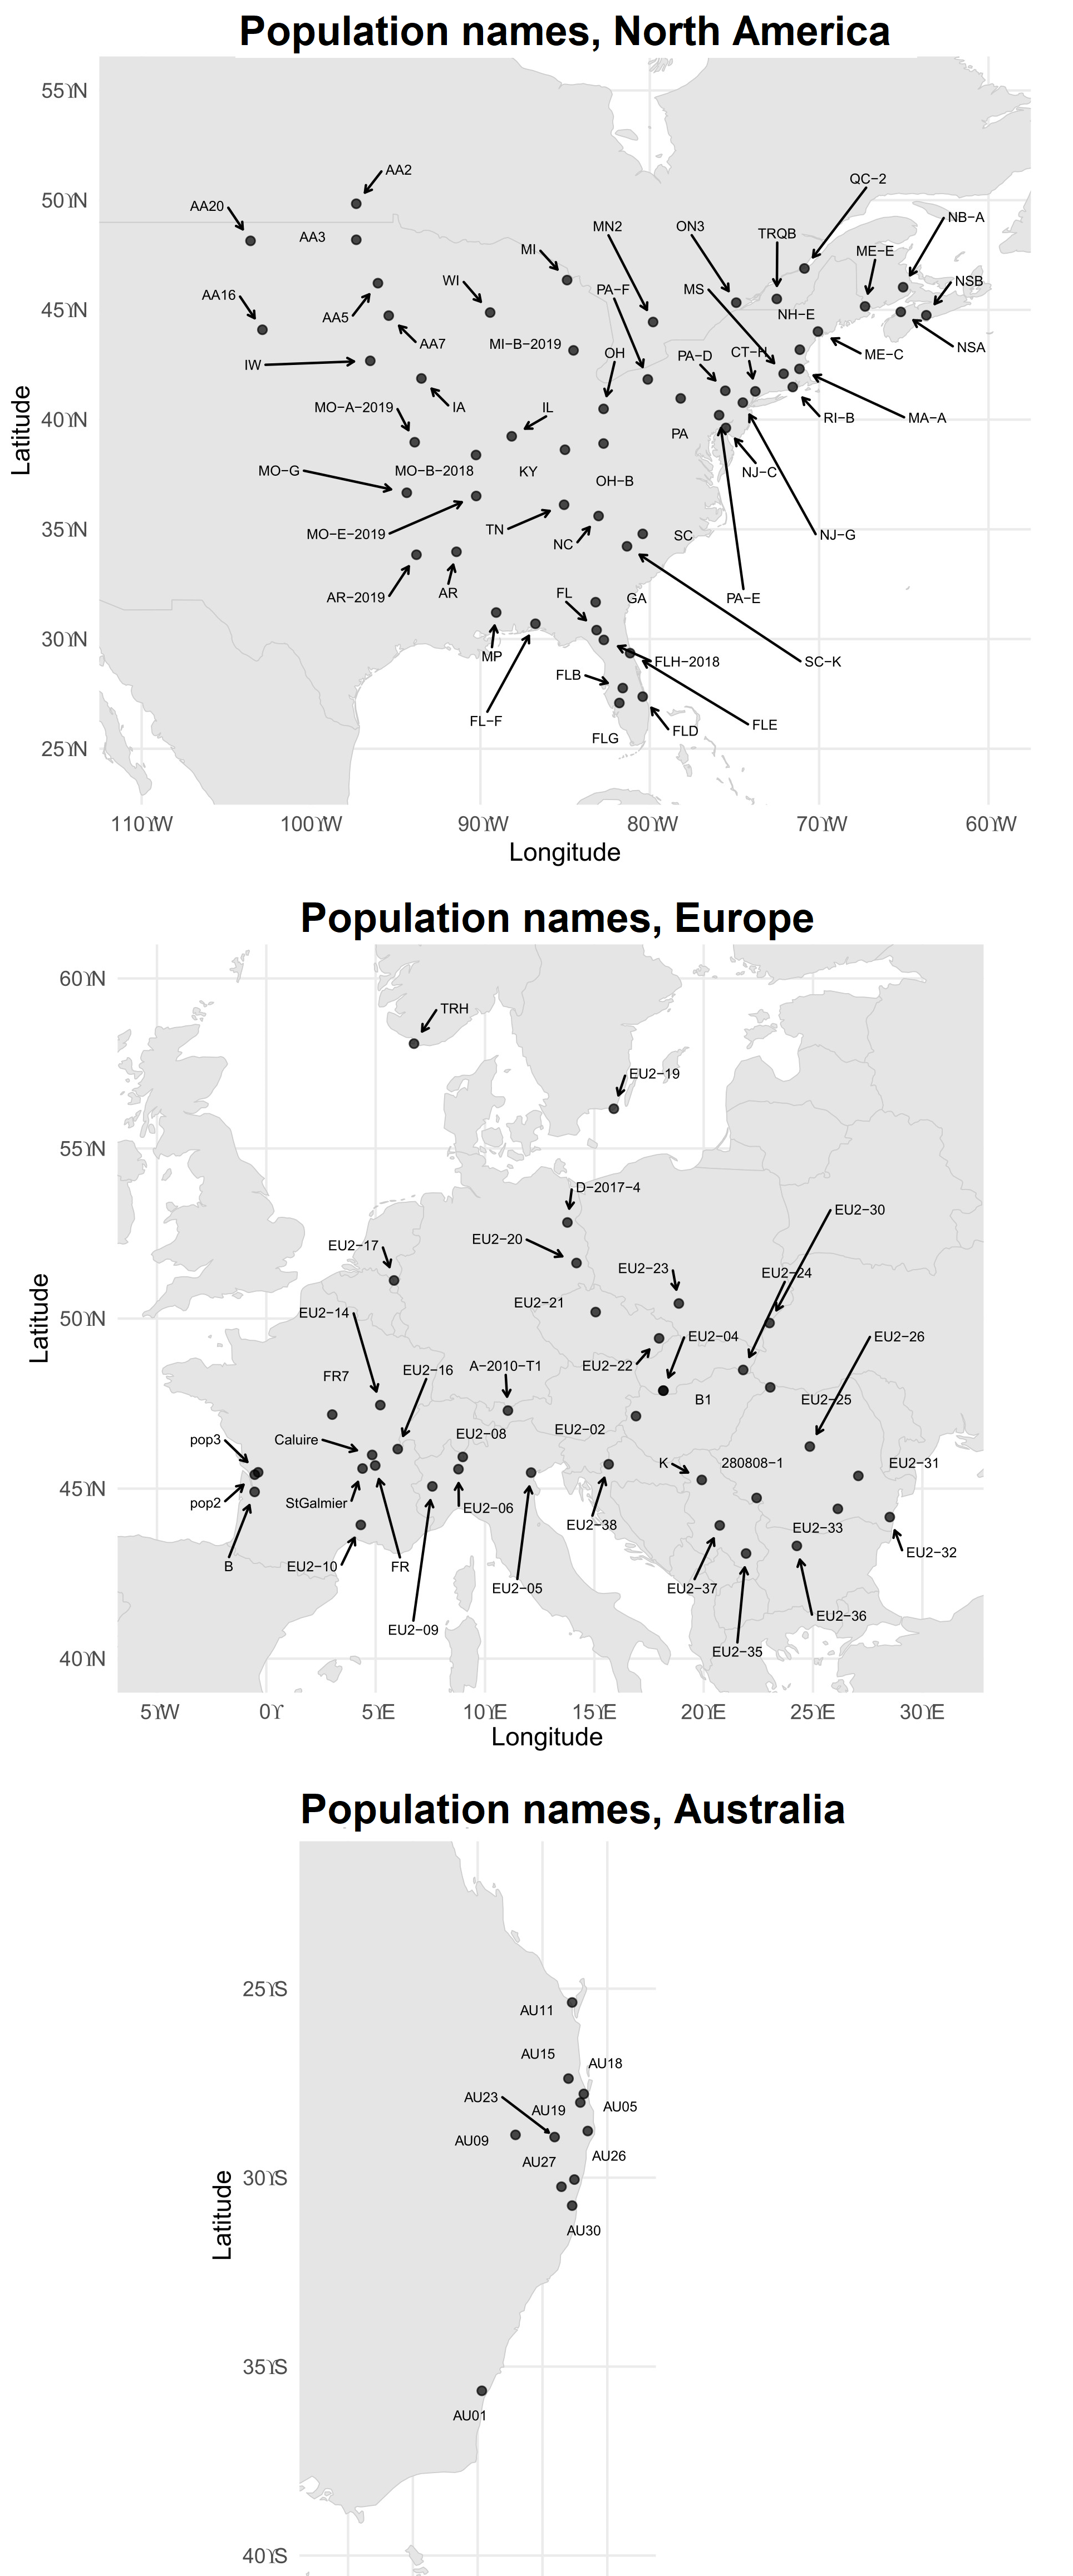 Population names, North America
55°N
50°N
45°N
40°N
35°N
30°N
25°N
Latitude
AA2
AA20
AA3
QC−2
NB−A
MN2
ON3
TRQB
ME−E
MI
WI
PA−F
MS
NSB
AA16
AA5
NH−E
AA7
MI−B−2019
OH
PA−D
CT−H
ME−C
NSA
IW
MO−A−2019
IA
IL
PA
RI−B
MA−A
MO−G
MO−B−2018
KY
OH−B
NJ−C
MO−E−2019
TN
NC
SC
NJ−G
AR−2019
AR
FL
GA
PA−E
MP
FLH−2018
SC−K
FLB
FL−F
FLG
FLD
FLE
110°W
100°W
90°W
80°W
70°W
60°W
Longitude
Population names, Europe
60°N
55°N
50°N
45°N
40°N
Latitude
TRH
EU2−19
D−2017−4
EU2−30
EU2−17
EU2−20
EU2−23
EU2−24
EU2−14
EU2−21
EU2−04
EU2−26
FR7
EU2−16
A−2010−T1
EU2−22
B1
EU2−25
pop3
Caluire
EU2−08
EU2−02
K
280808−1
EU2−31
pop2
StGalmier
EU2−06
EU2−38
EU2−33
B
EU2−10
FR
EU2−05
EU2−37
EU2−32
EU2−09
EU2−36
EU2−35
5°W
0°
5°E
10°E
15°E
20°E
25°E
30°E
Longitude
Population names, Australia
25°S
30°S
35°S
40°S
Latitude
AU11
AU15
AU18
AU23
AU19
AU05
AU09
AU27
AU26
AU30
AU01